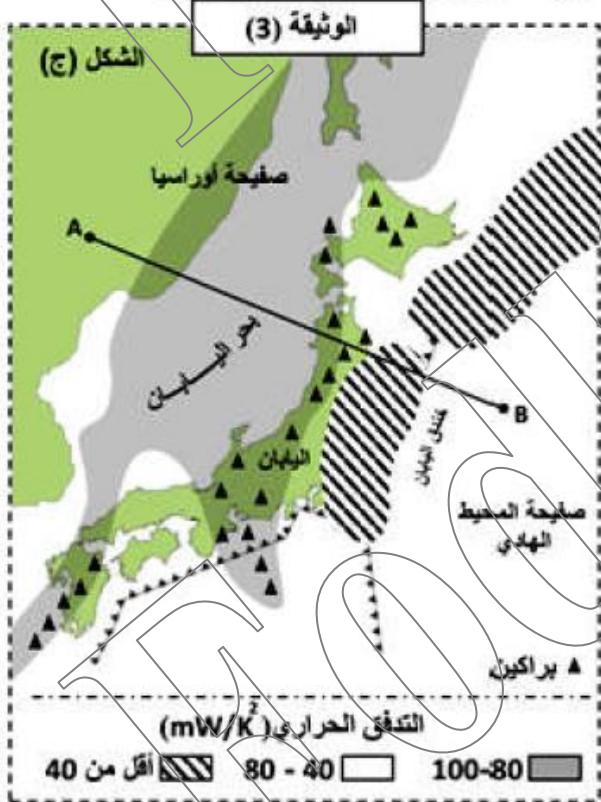 الوثيقة (3)
الشكل (ج)
صفيحة أوراسيا
A
بحر اليابان
B
خندق اليابان
اليابان
صفيحة المحيط
الهادي
براكين
التدفق الحراري (mW/K²)
100-80
80 - 40
أقل من 40